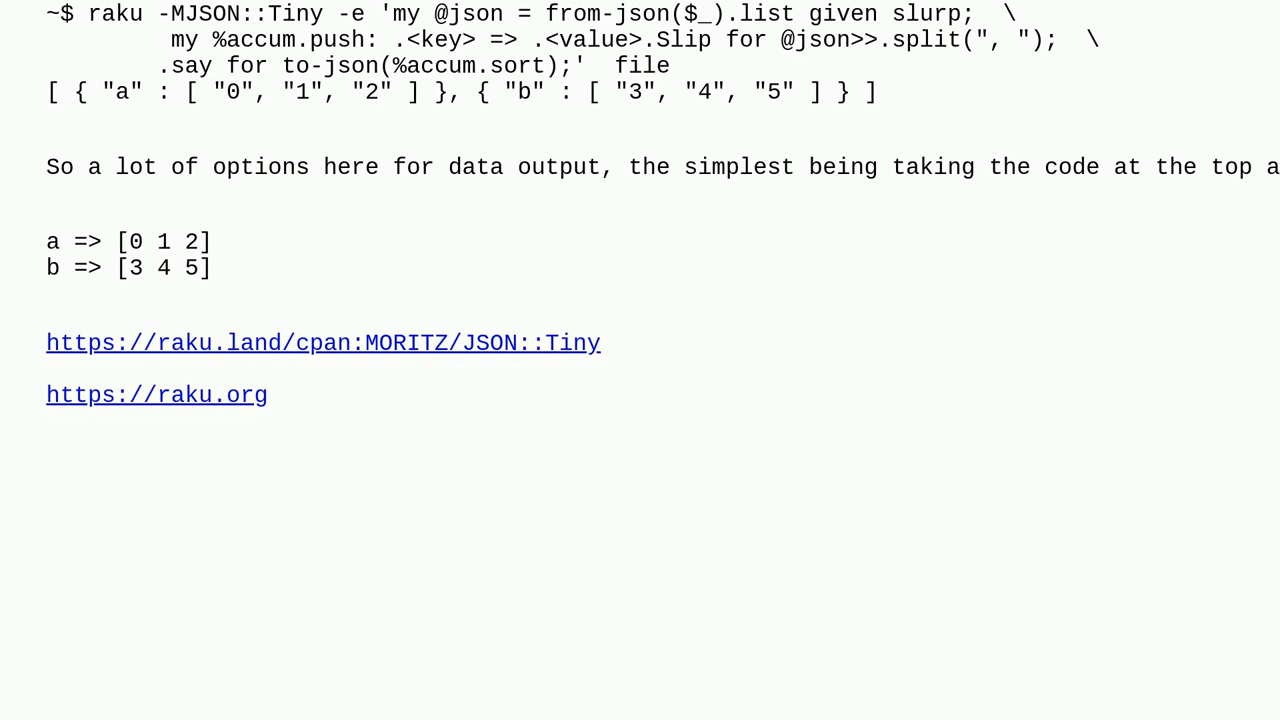 ~$ raku -MJSON::Tiny -e 'my @json = from-json($_).list given slurp;  \
         my %accum.push: .<key> => .<value>.Slip for @json>>.split(", ");  \
        .say for to-json(%accum.sort);'  file
[ { "a" : [ "0", "1", "2" ] }, { "b" : [ "3", "4", "5" ] } ]
So a lot of options here for data output, the simplest being taking the code at the top a
a => [0 1 2]
b => [3 4 5]
https://raku.land/cpan:MORITZ/JSON::Tiny
https://raku.org